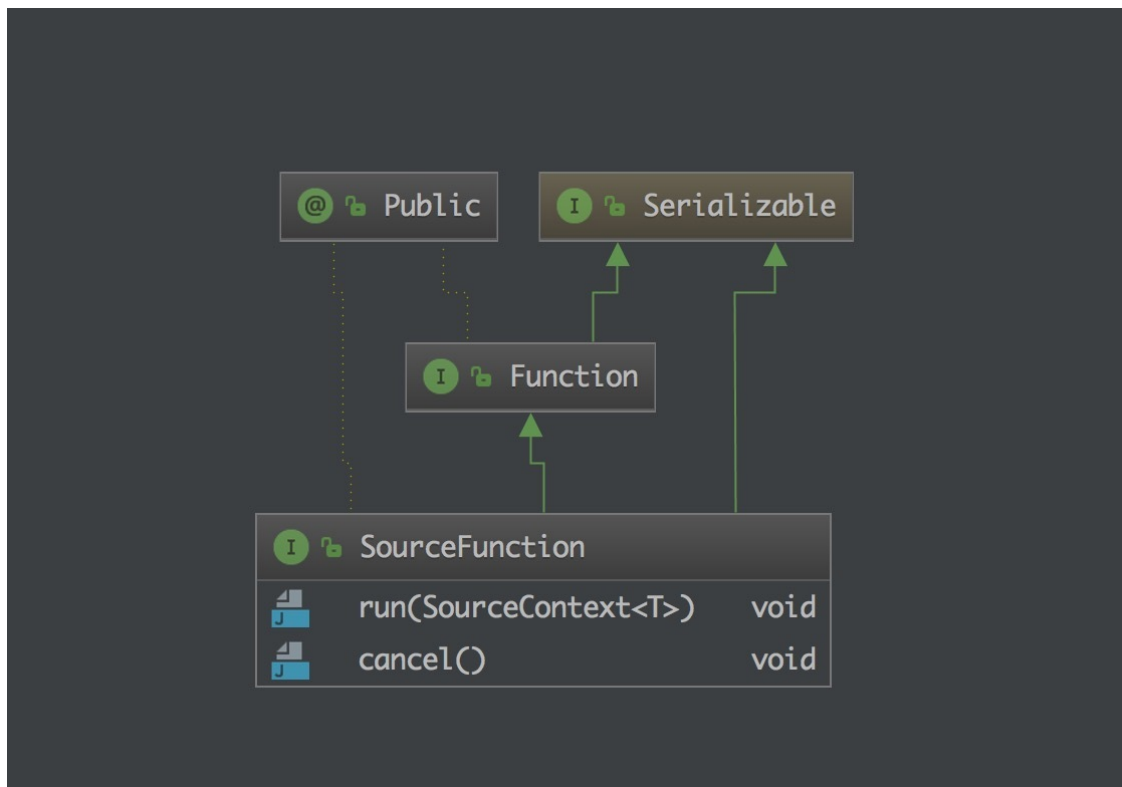 @ Public
I Serializable
I Function
I SourceFunction
J run(SourceContext<T>) void
J cancel() void